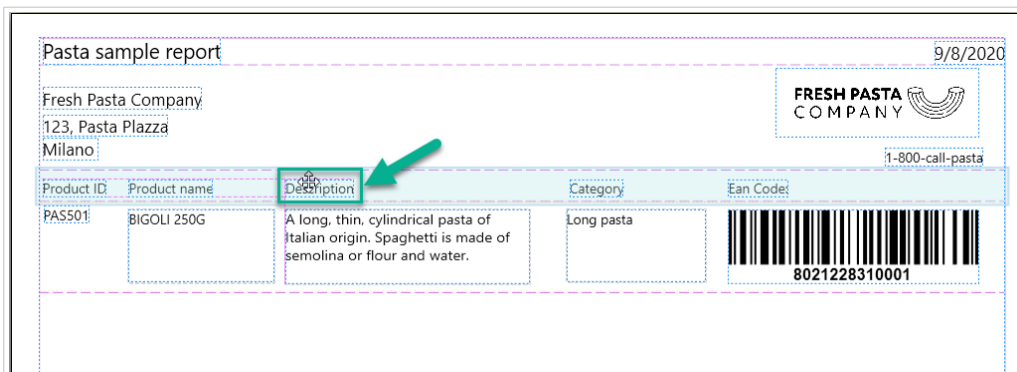 Pasta sample report 9/8/2020
Fresh Pasta Company
123, Pasta Plazza
Milano
FRESH PASTA
COMPANY
1-800-call-pasta
Product ID Product name Description Category Ean Code:
PAS501 BIGOLI 250G A long, thin, cylindrical pasta of Long pasta
Italian origin. Spaghetti is made of
semolina or flour and water.
8021228310001